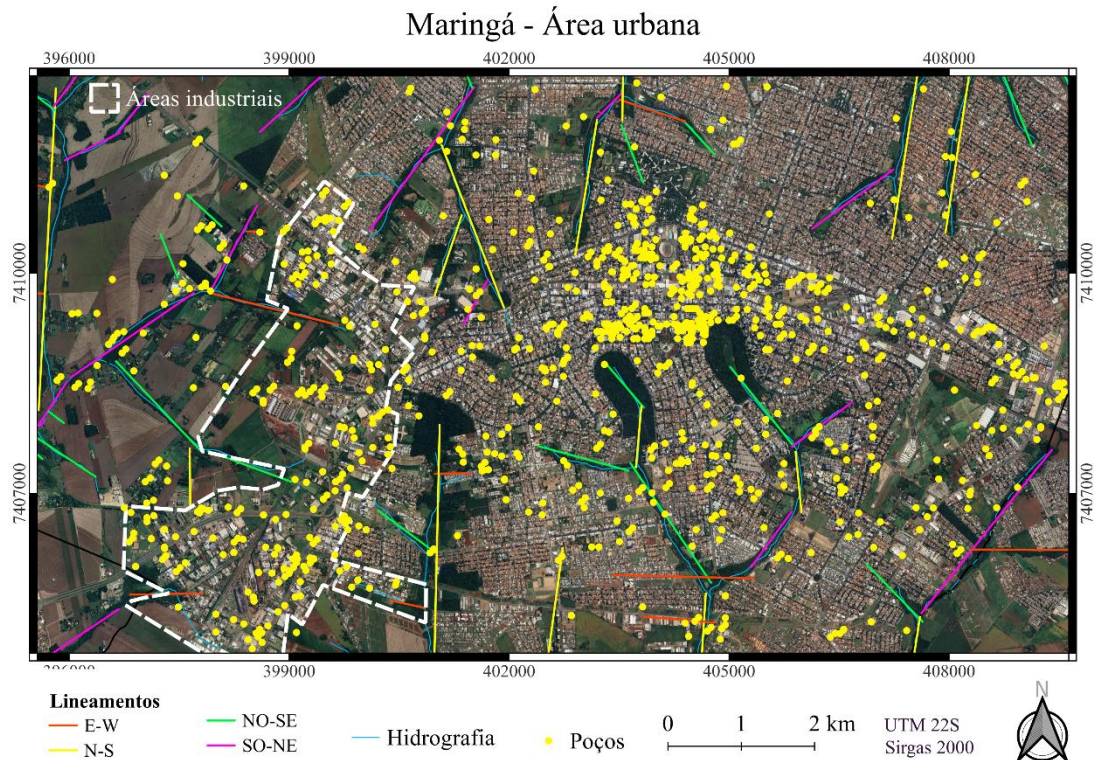 Maringá - Área urbana
396000 399000 402000 405000 408000
Áreas industriais
7410000 7410000
7407000 7407000
396000 399000 402000 405000 408000
Lineamentos
E-W
N-S
NO-SE
SO-NE
Hidrografia
Poços
0 1 2 km
UTM 22S
Sirgas 2000
N